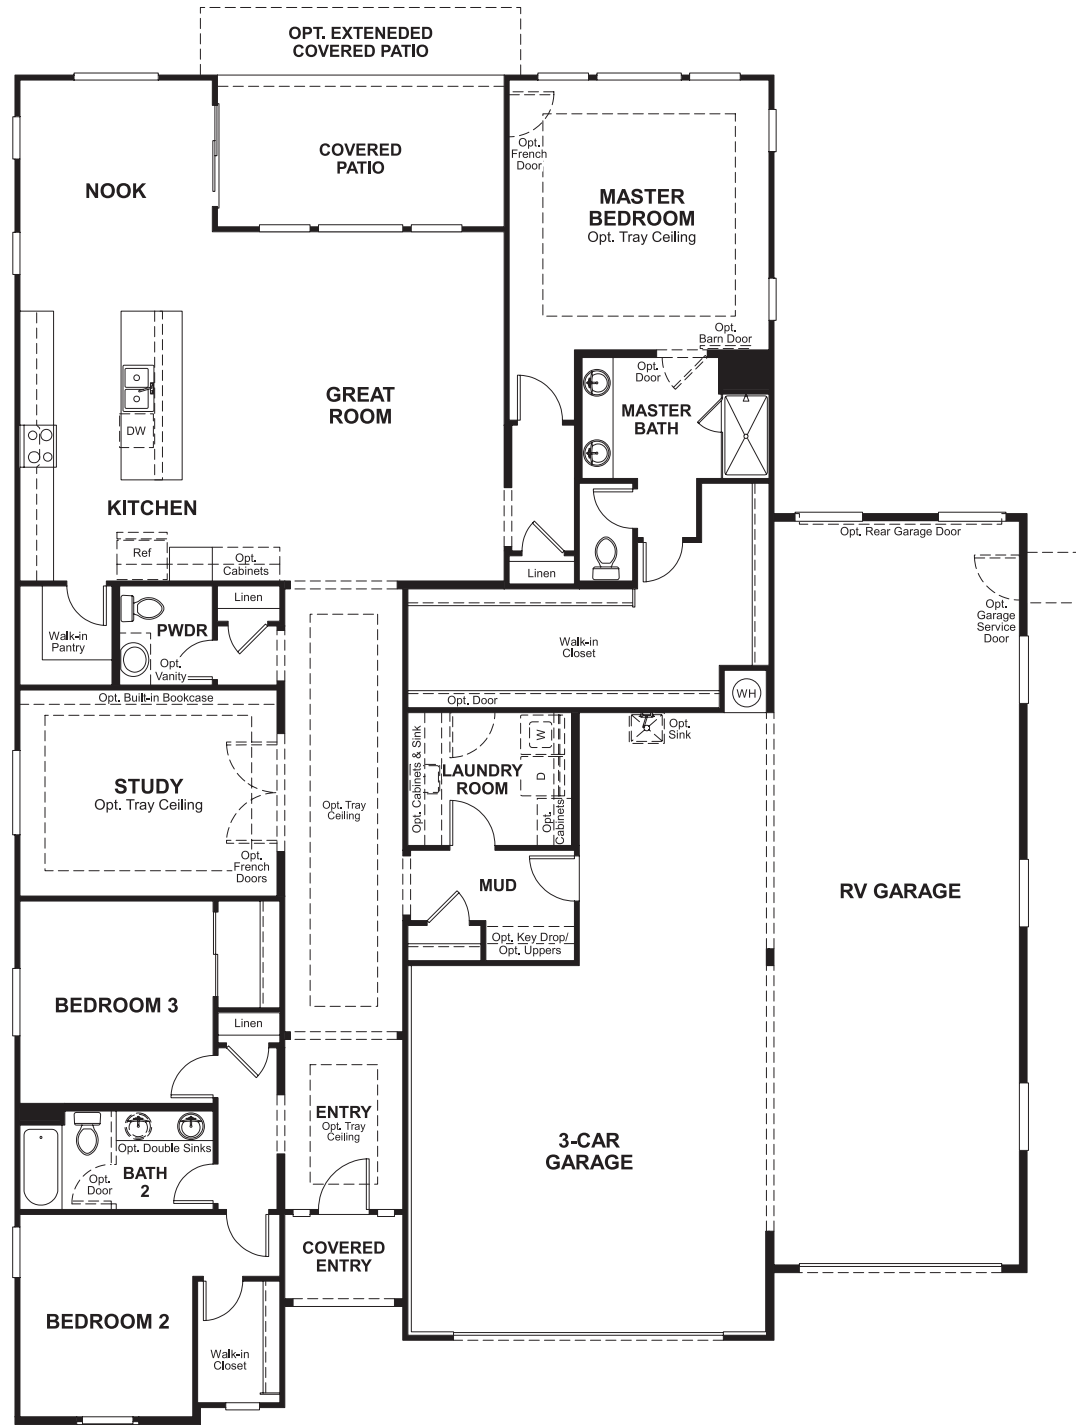 OPT. EXTENEDED
COVERED PATIO
COVERED
PATIO
NOOK
Opt.
French
Door
MASTER
BEDROOM
Opt. Tray Ceiling
Opt.
Barn Door
Opt.
Door
MASTER
BATH
GREAT
ROOM
DW
KITCHEN
Ref
Opt.
Cabinets
Linen
Opt. Rear Garage Door
Opt.
Garage
Service
Door
Walk-in
Pantry
PWDR
Opt.
Vanity
Linen
Walk-in
Closet
WH
Opt. Door
Opt. Built-in Bookcase
STUDY
Opt. Tray Ceiling
Opt.
French
Doors
Opt. Tray
Ceiling
Opt. Cabinets & Sink
LAUNDRY
ROOM
W
D
Opt.
Cabinets
Opt.
Sink
MUD
Opt. Key Drop/
Opt. Uppers
RV GARAGE
BEDROOM 3
Linen
ENTRY
Opt. Tray
Ceiling
Opt. Double Sinks
BATH
2
Opt.
Door
3-CAR
GARAGE
COVERED
ENTRY
BEDROOM 2
Walk-in
Closet